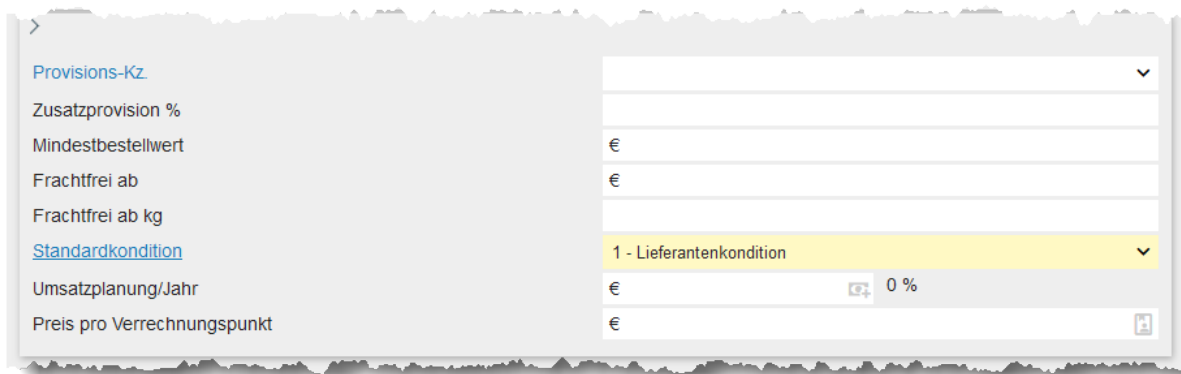 Provisions-Kz.
Zusatzprovision %
Mindestbestellwert €
Frachtfrei ab €
Frachtfrei ab kg
Standardkondition 1 - Lieferantenkondition
Umsatzplanung/Jahr € 0 %
Preis pro Verrechnungspunkt €